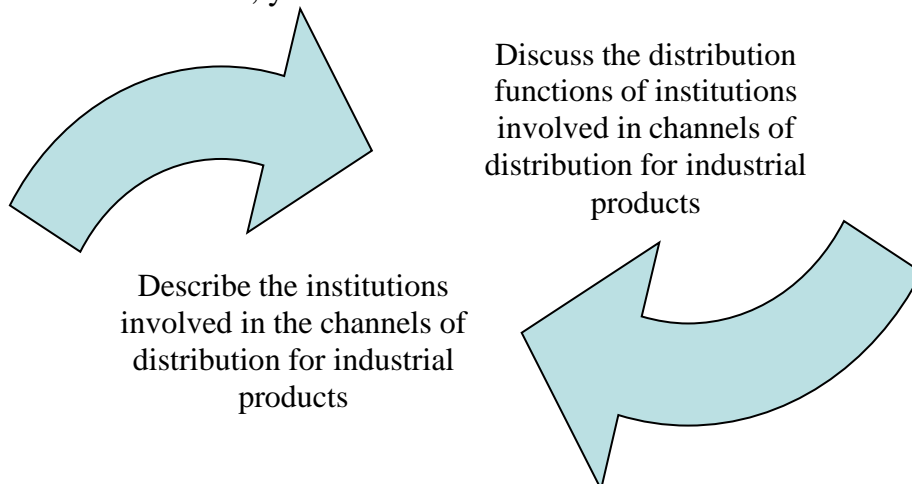 Discuss the distribution
functions of institutions
involved in channels of
distribution for industrial
products
Describe the institutions
involved in the channels of
distribution for industrial
products